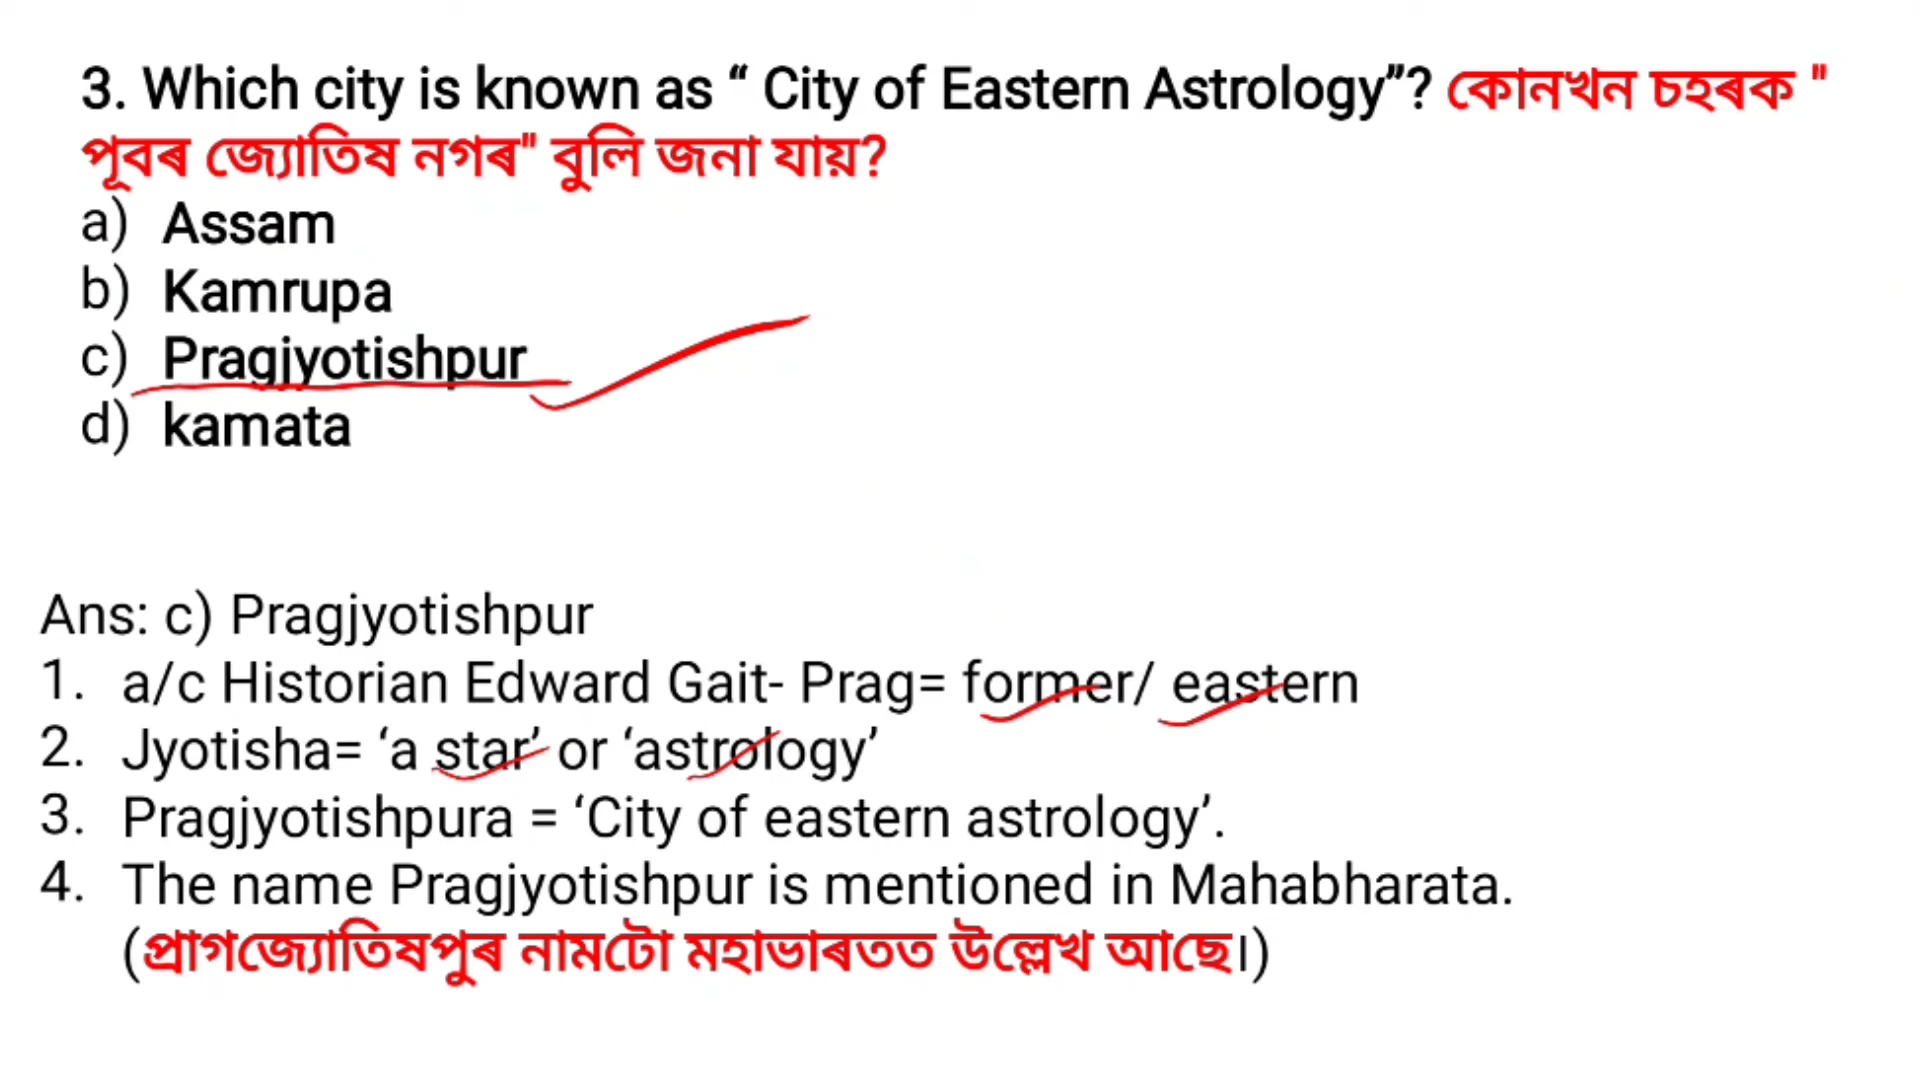 3. Which city is known as “ City of Eastern Astrology”? কোনখন চহৰক "
পূবৰ জ্যোতিষ নগৰ" বুলি জনা যায়?
a) Assam
b) Kamrupa
c) Pragjyotishpur
d) kamata
Ans: c) Pragjyotishpur
1. a/c Historian Edward Gait- Prag= former/ eastern
2. Jyotisha= ‘a star’ or ‘astrology’
3. Pragjyotishpura = ‘City of eastern astrology’.
4. The name Pragjyotishpur is mentioned in Mahabharata.
(প্ৰাগজ্যোতিষপুৰ নামটো মহাভাৰতত উল্লেখ আছে।)